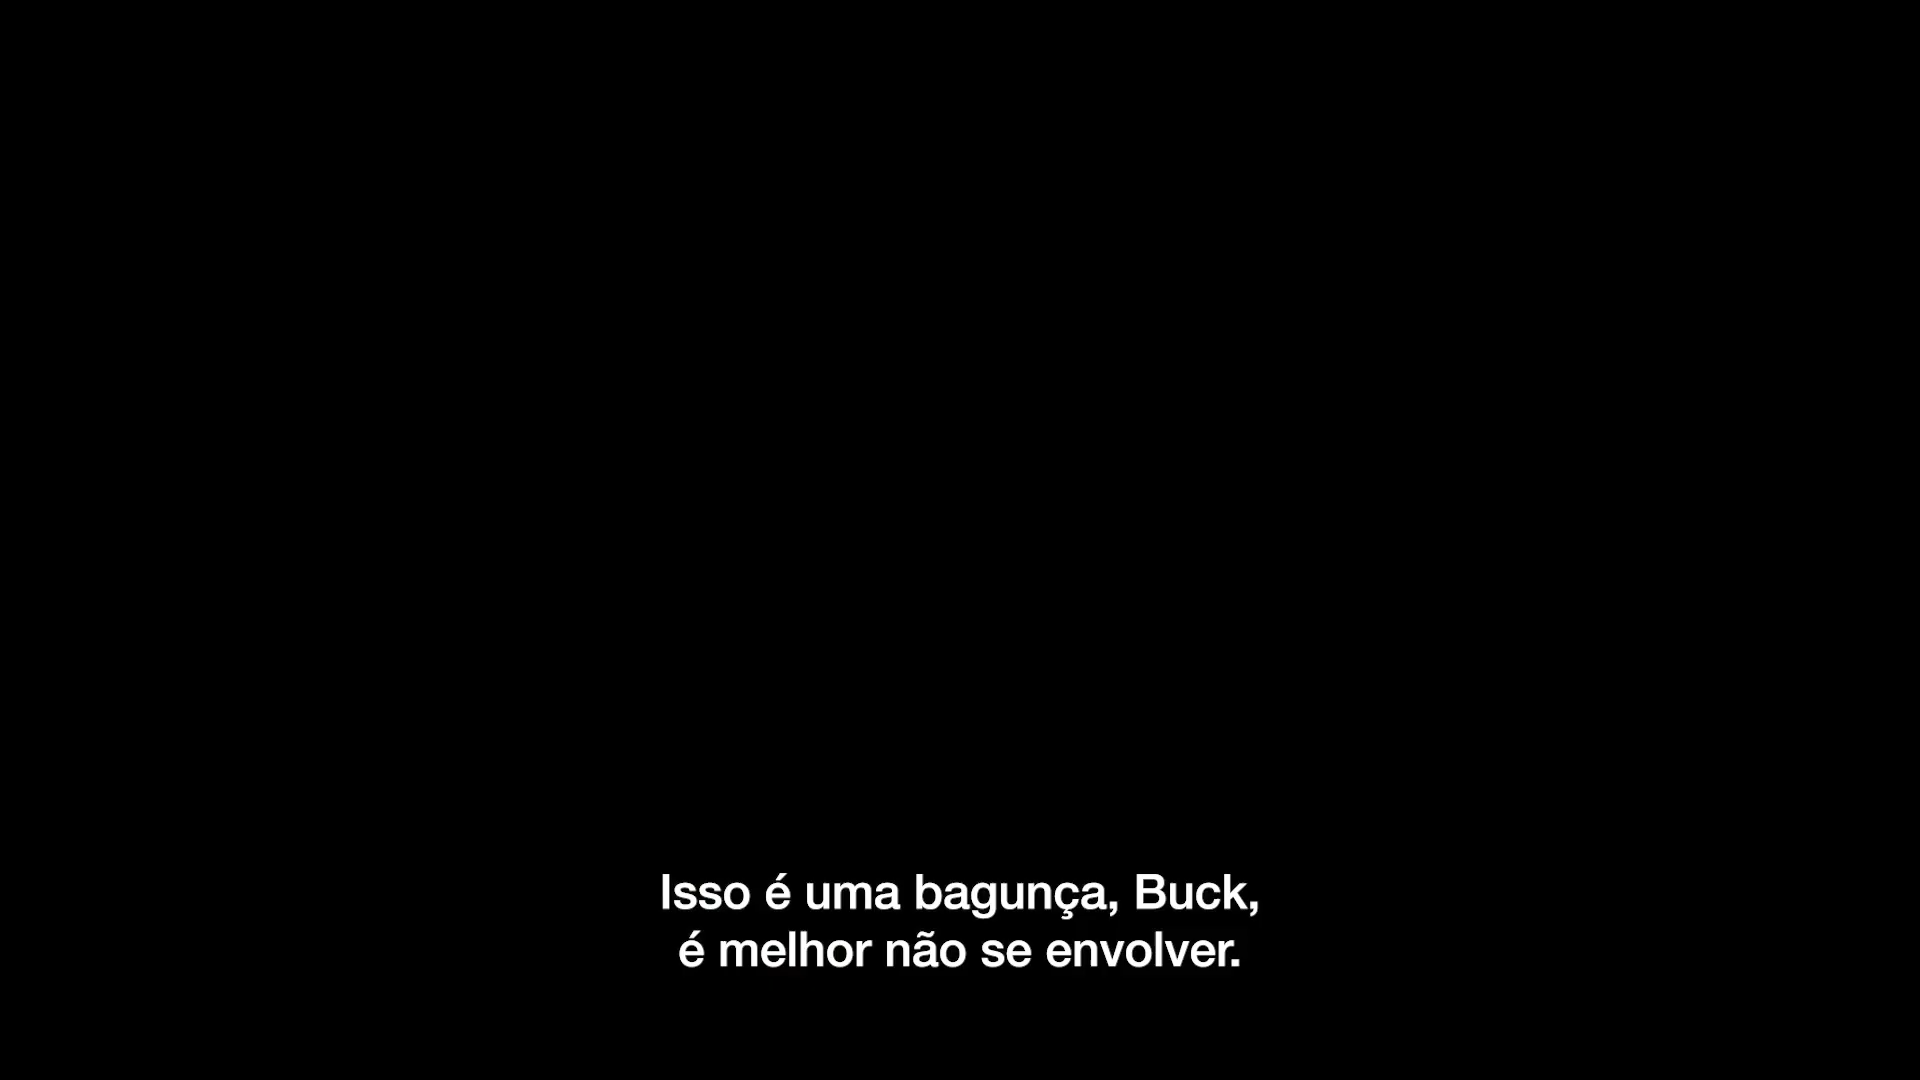 Isso é uma bagunça, Buck,
é melhor não se envolver.